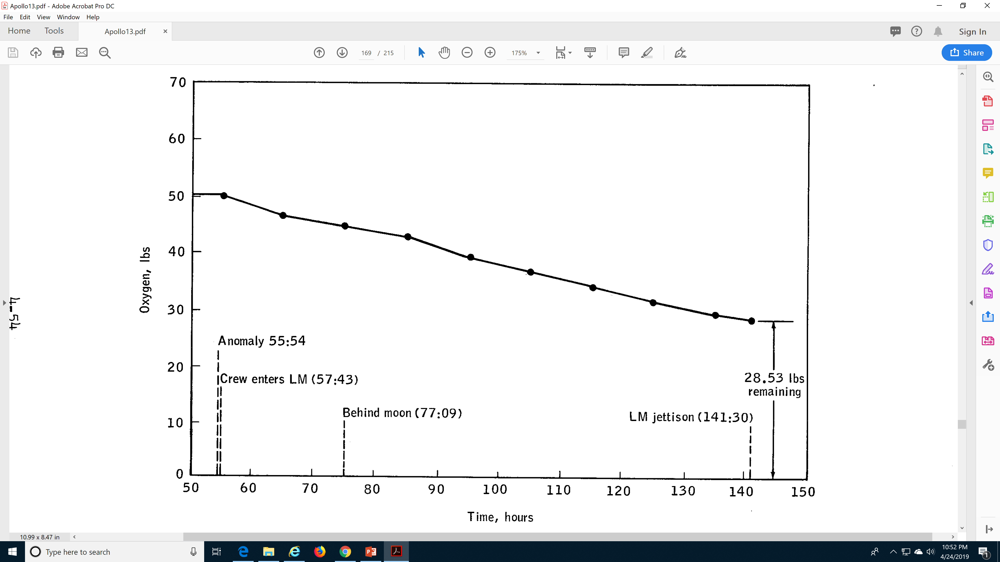 Apollo13.pdf - Adobe Acrobat Pro DC
File Edit View Window Help
Home Tools Apollo13.pdf × Sign In
169 / 215 175% Share
70
60
50
40
30
20
10
0
Oxygen, lbs
4-54
Anomaly 55:54
Crew enters LM (57:43)
Behind moon (77:09)
LM jettison (141:30)
28.53 lbs
remaining
50 60 70 80 90 100 110 120 130 140 150
Time, hours
10.99 x 8.47 in
Type here to search
10:52 PM
4/24/2019
1